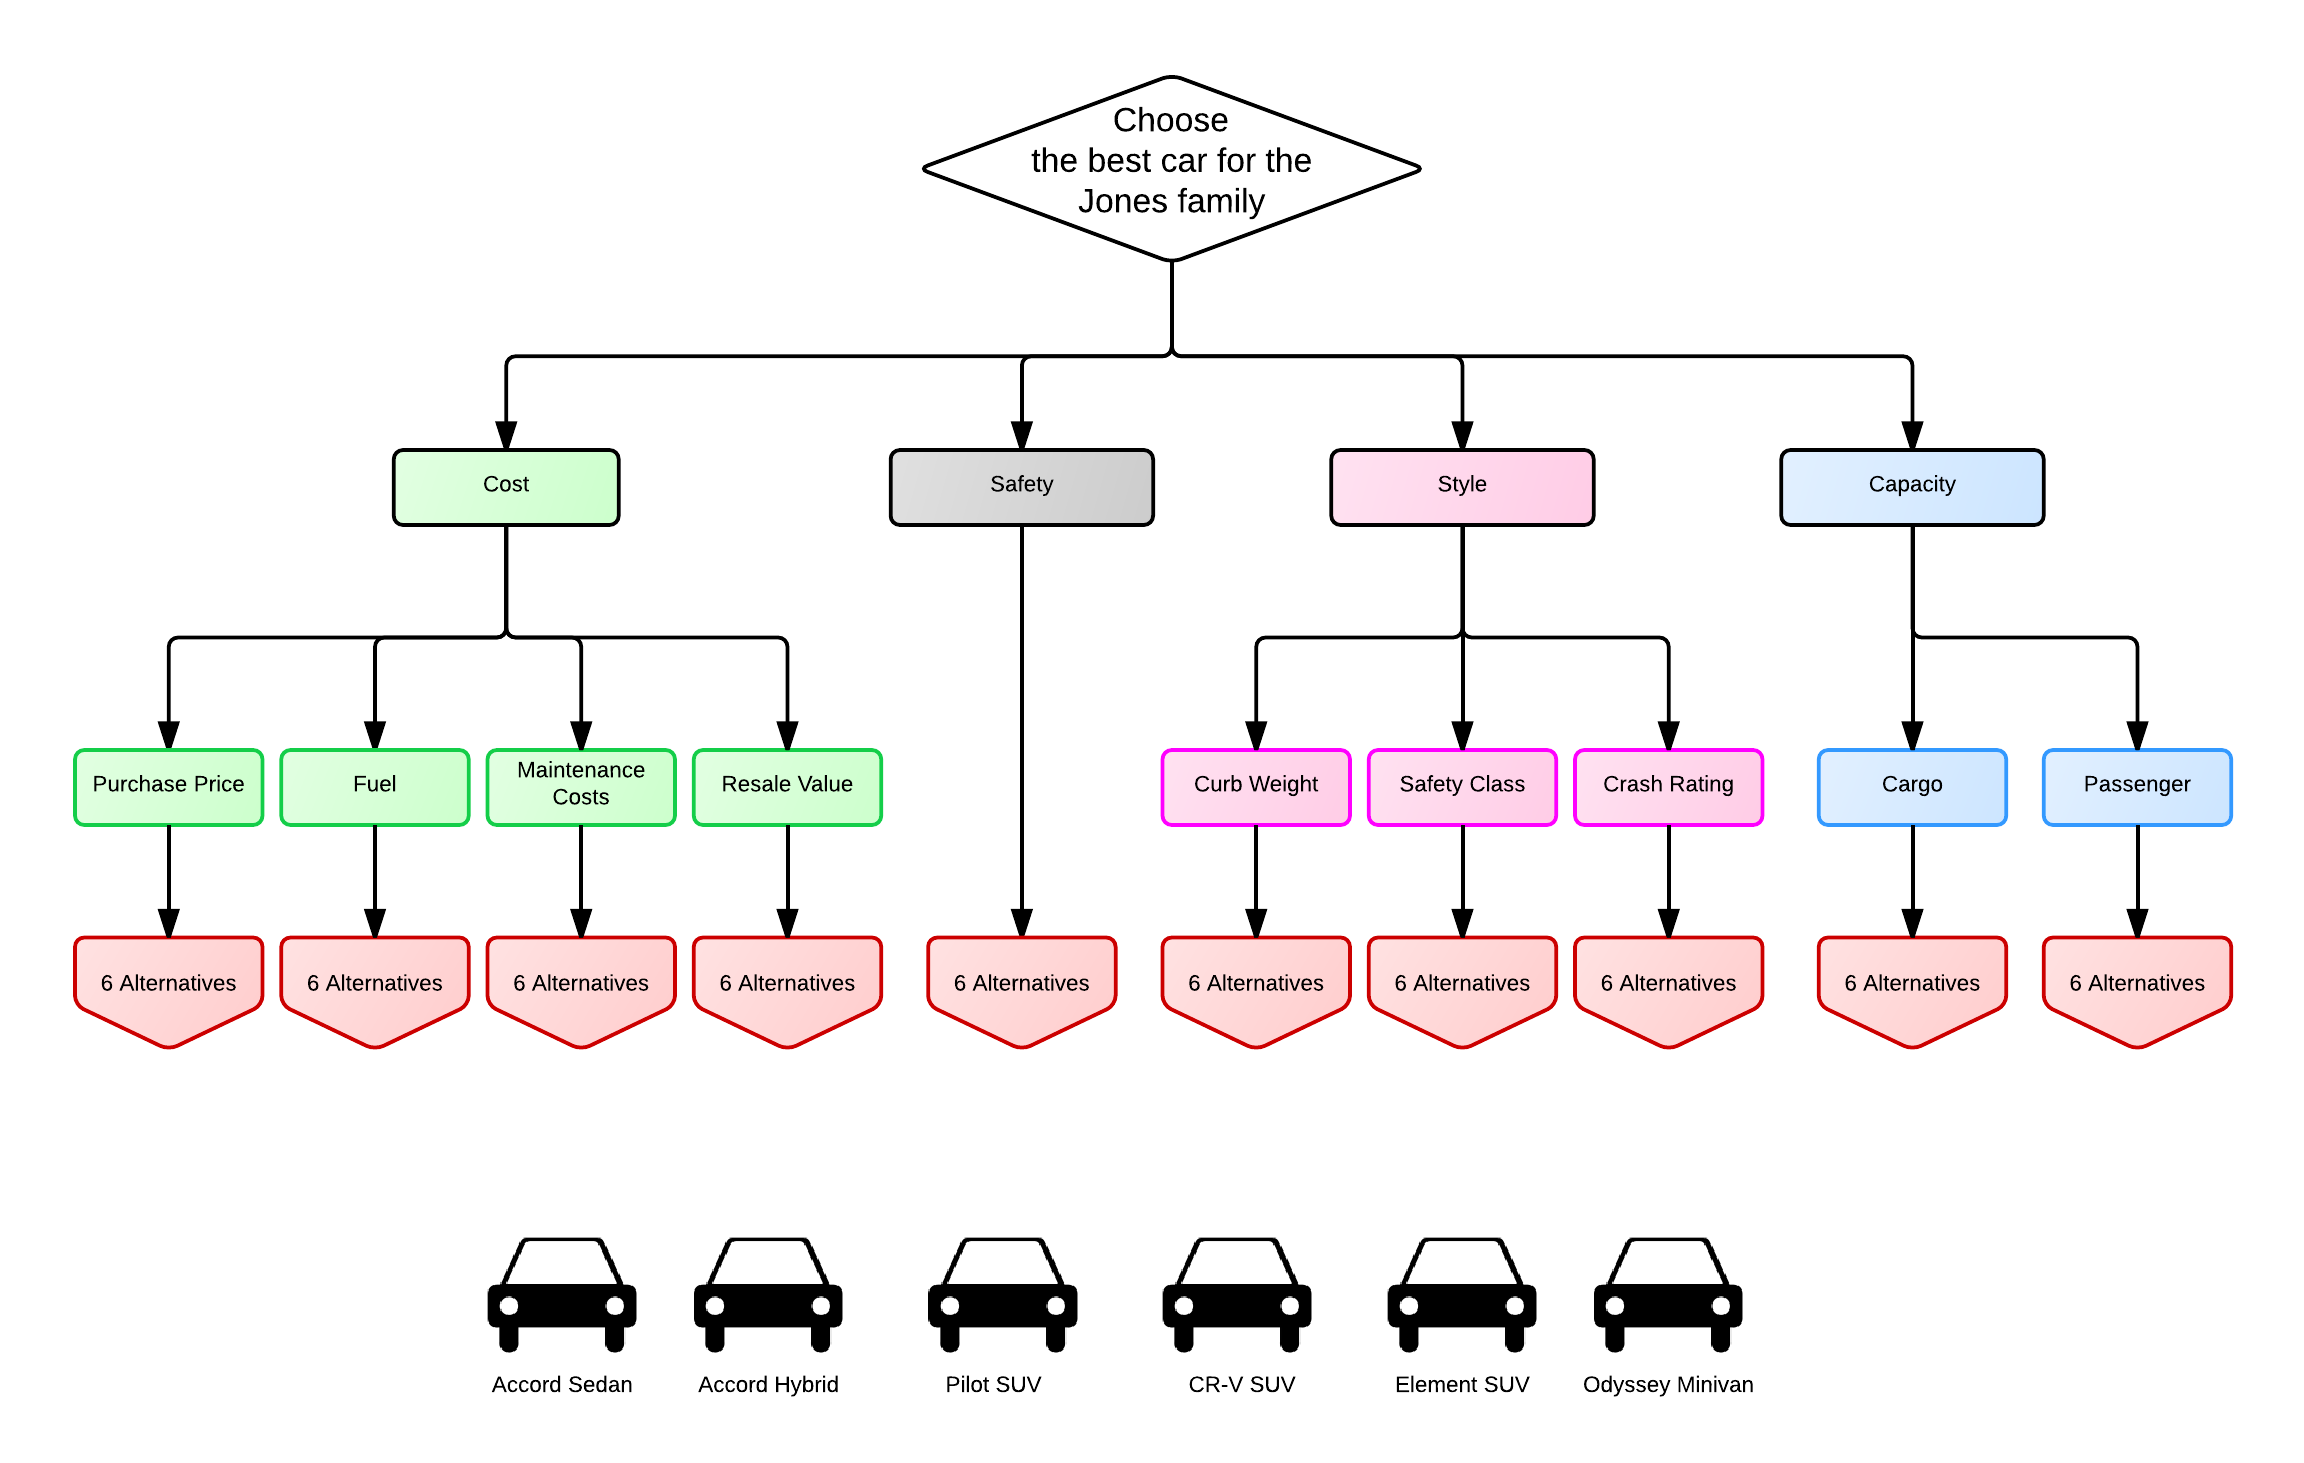 Choose
the best car for the
Jones family
Cost
Safety
Style
Capacity
Purchase Price
Fuel
Maintenance
Costs
Resale Value
Curb Weight
Safety Class
Crash Rating
Cargo
Passenger
6 Alternatives
6 Alternatives
6 Alternatives
6 Alternatives
6 Alternatives
6 Alternatives
6 Alternatives
6 Alternatives
6 Alternatives
6 Alternatives
Accord Sedan
Accord Hybrid
Pilot SUV
CR-V SUV
Element SUV
Odyssey Minivan